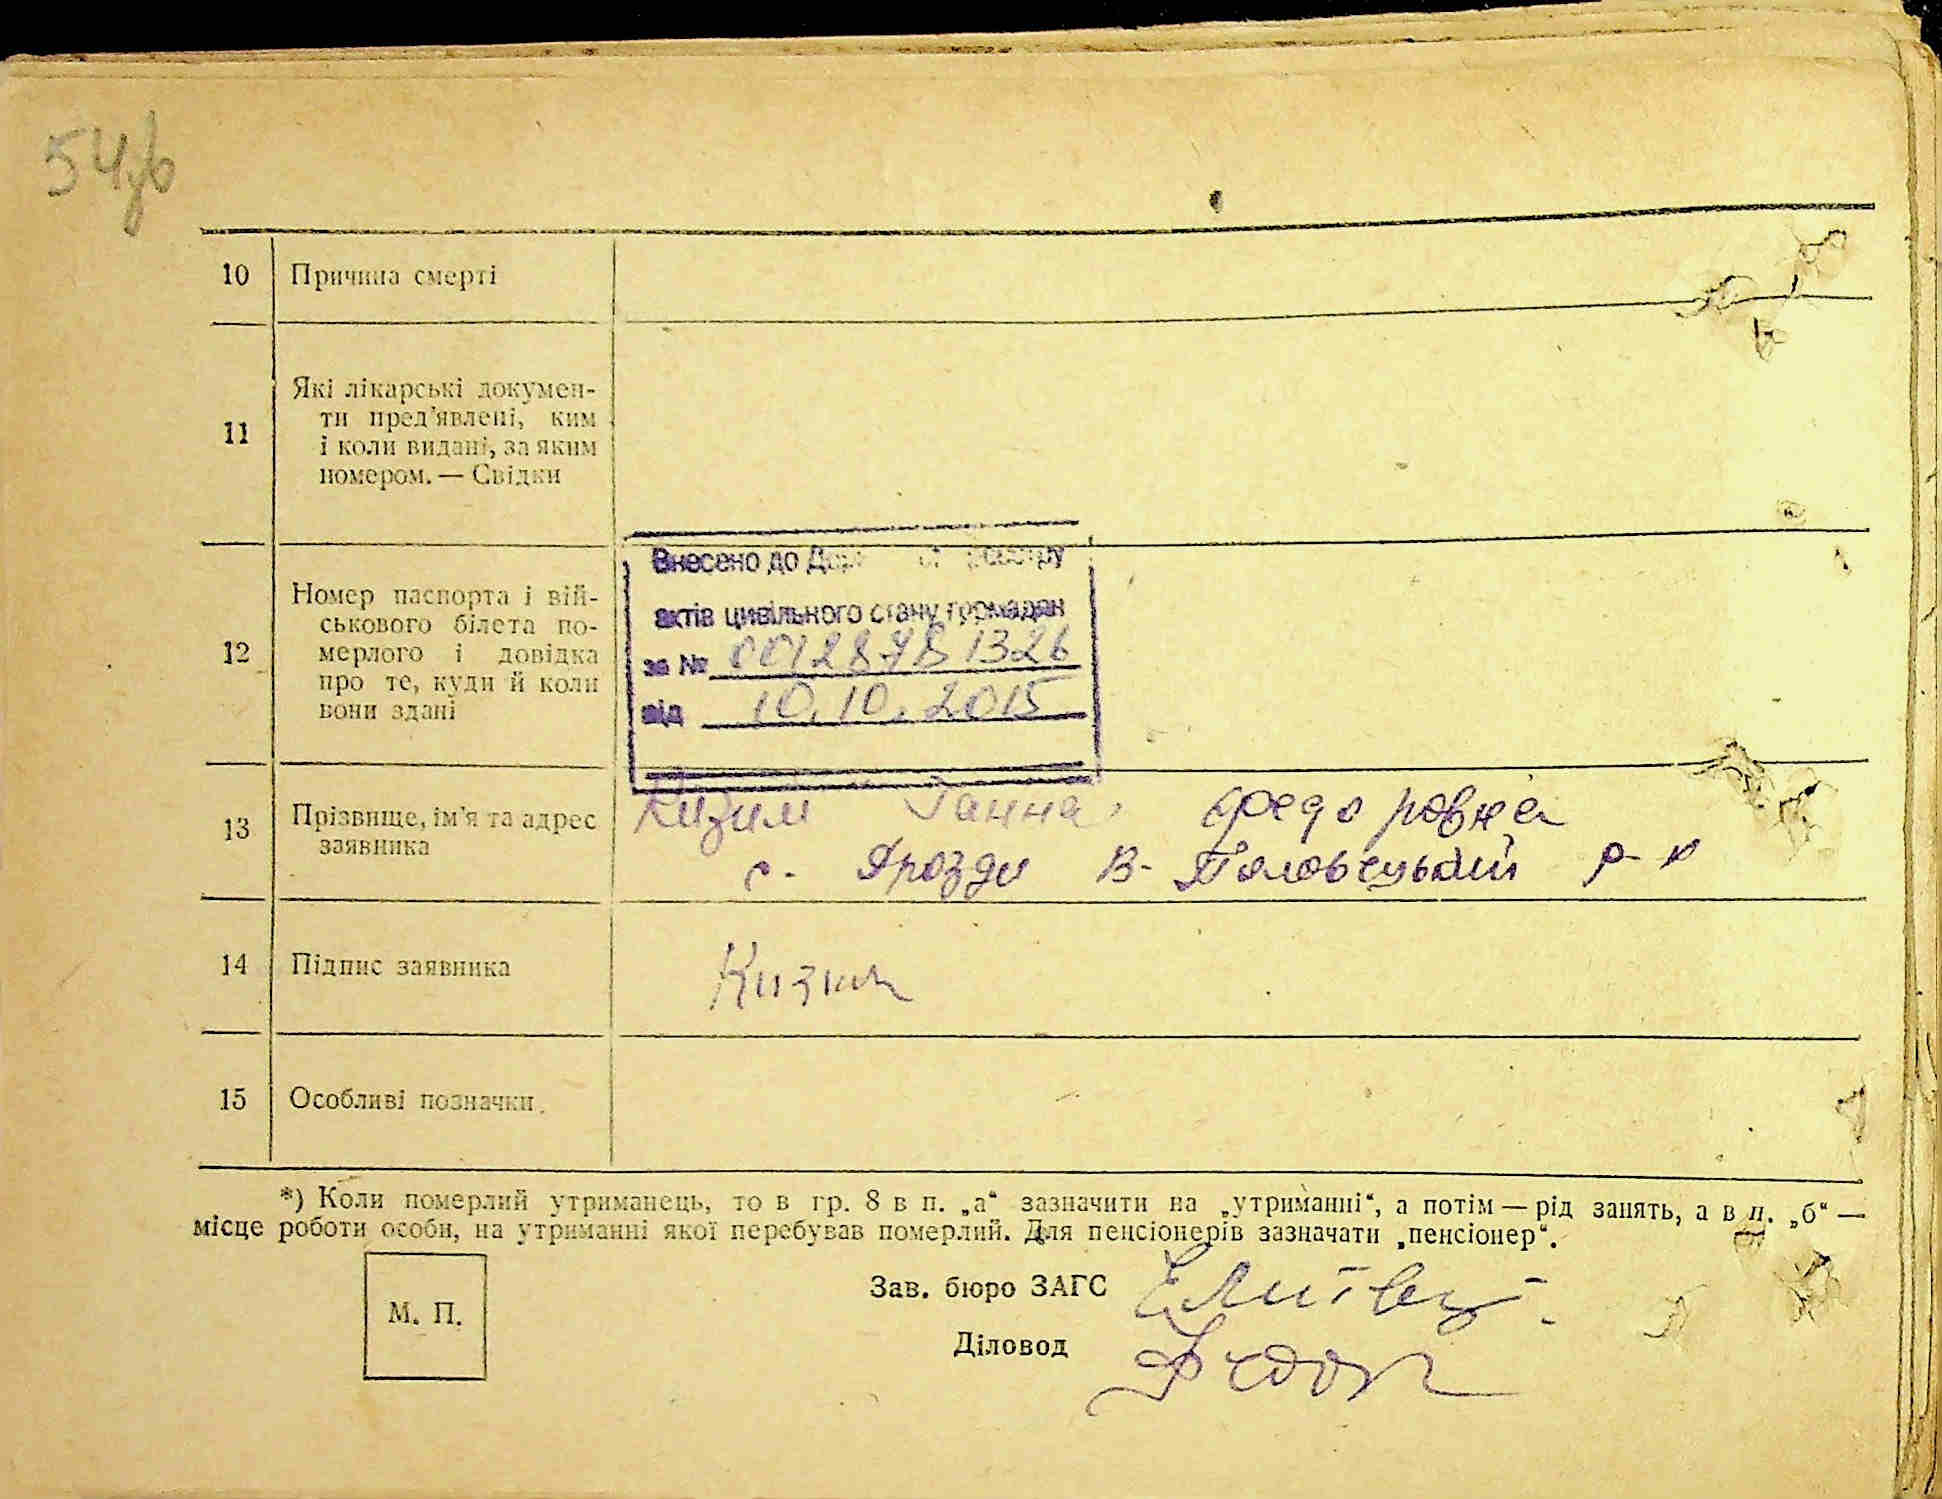 54зв
10 Причина смерті
11 Які лікарські докумен-
ти пред’явлені, ким
і коли видані, за яким
номером. — Свідки
Внесено до реєстру
актів цивільного стану громадян
за № 00128781326
від 10.10.2015
12 Номер паспорта і вій-
ськового білета по-
мерлого і довідка
про те, куди й коли
вони здані
13 Прізвище, ім’я та адрес
заявника
Кизим Ганна Федоровна
с. Дрозди В-Половецький р-н
14 Підпис заявника
Кизим
15 Особливі позначки.
*) Коли померлий утриманець, то в гр. 8 в п. „а“ зазначити на „утриманні“, а потім — рід занять, а в п. „б“ —
місце роботи особи, на утриманні якої перебував померлий. Для пенсіонерів зазначати „пенсіонер“.
Зав. бюро ЗАГС
М. П.
Діловод